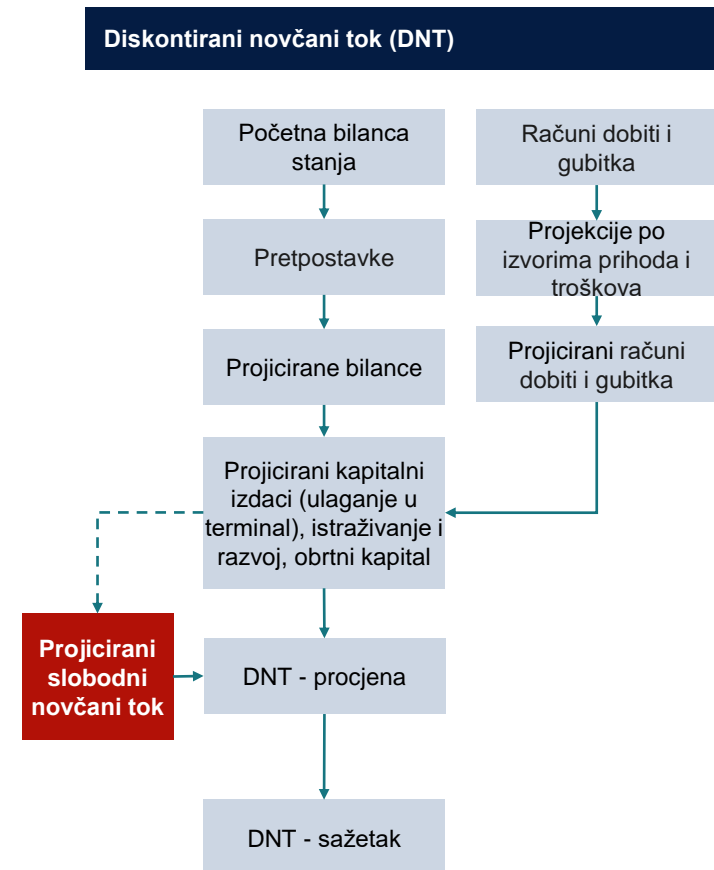 Diskontirani novčani tok (DNT)
Početna bilanca
stanja
Računi dobiti i
gubitka
Pretpostavke
Projekcije po
izvorima prihoda i
troškova
Projicirane bilance
Projicirani računi
dobiti i gubitka
Projicirani kapitalni
izdaci (ulaganje u
terminal), istraživanje i
razvoj, obrtni kapital
Projicirani
slobodni
novčani tok
DNT - procjena
DNT - sažetak